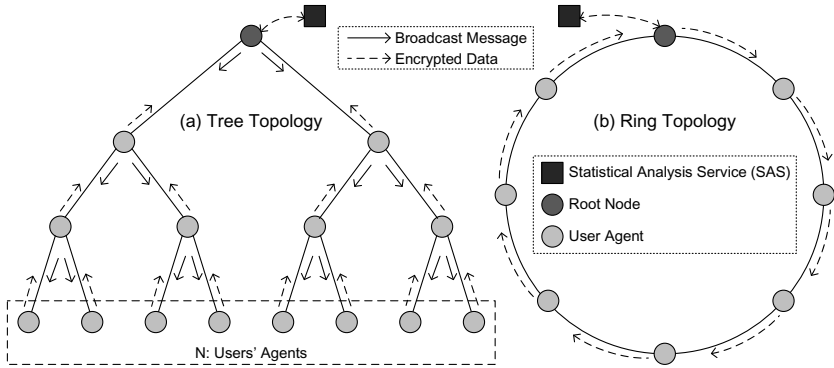 Broadcast Message
Encrypted Data
(a) Tree Topology
(b) Ring Topology
Statistical Analysis Service (SAS)
Root Node
User Agent
N: Users' Agents